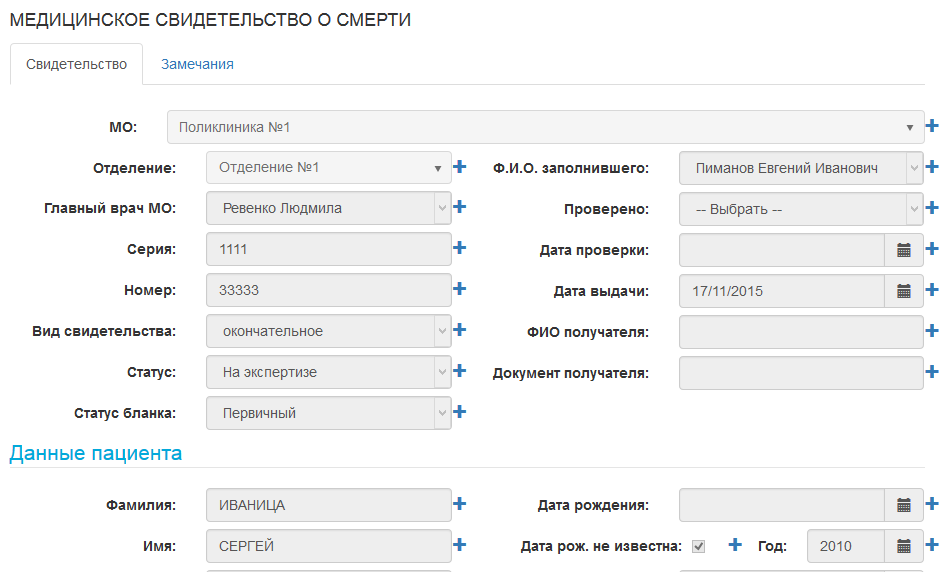 МЕДИЦИНСКОЕ СВИДЕТЕЛЬСТВО О СМЕРТИ
Свидетельство Замечания
МО: Поликлиника №1
Отделение: Отделение №1 Ф.И.О. заполнившего: Пиманов Евгений Иванович
Главный врач МО: Ревенко Людмила Проверено: -- Выбрать --
Серия: 1111 Дата проверки:
Номер: 33333 Дата выдачи: 17/11/2015
Вид свидетельства: окончательное ФИО получателя:
Статус: На экспертизе Документ получателя:
Статус бланка: Первичный
Данные пациента
Фамилия: ИВАНИЦА Дата рождения:
Имя: СЕРГЕЙ Дата рож. не известна: Год: 2010